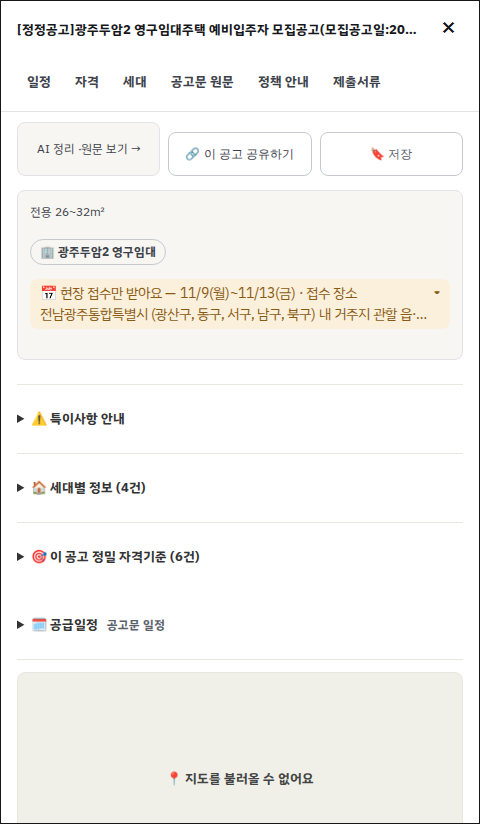 [정정공고]광주두암2 영구임대주택 예비입주자 모집공고(모집공고일:20...
일정 자격 세대 공고문 원문 정책 안내 제출서류
AI 정리 ·원문 보기 → 🔗 이 공고 공유하기 🔖 저장
전용 26~32m²
🏢 광주두암2 영구임대
📅 현장 접수만 받아요 — 11/9(월)~11/13(금) · 접수 장소
전남광주통합특별시 (광산구, 동구, 서구, 남구, 북구) 내 거주지 관할 읍·...
⚠️ 특이사항 안내
🏠 세대별 정보 (4건)
🎯 이 공고 정밀 자격기준 (6건)
🗓️ 공급일정 공고문 일정
📍 지도를 불러올 수 없어요